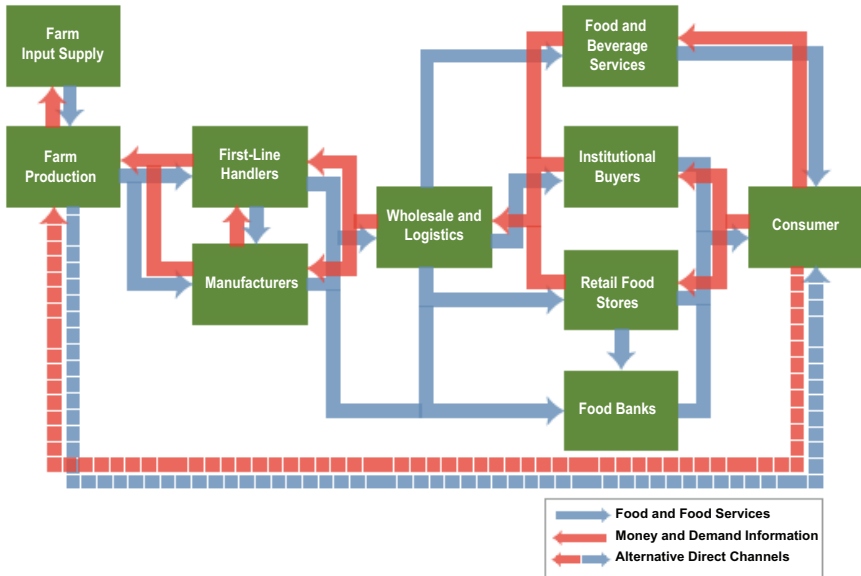 Farm
Input Supply
Food and
Beverage
Services
Farm
Production
First-Line
Handlers
Institutional
Buyers
Wholesale and
Logistics
Consumer
Manufacturers
Retail Food
Stores
Food Banks
Food and Food Services
Money and Demand Information
Alternative Direct Channels